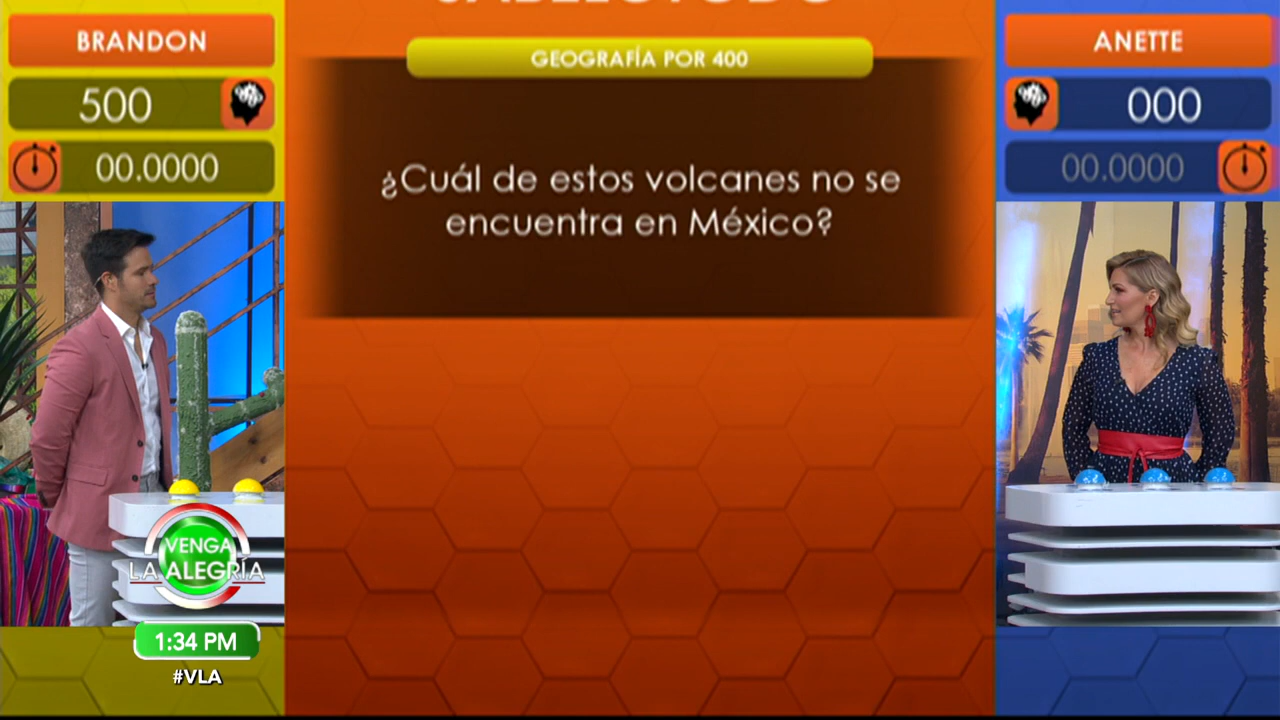 BRANDON
500
00.0000
GEOGRAFÍA POR 400
¿Cuál de estos volcanes no se
encuentra en México?
ANETTE
000
00.0000
VENGA
LA ALEGRÍA
1:34 PM
#VLA